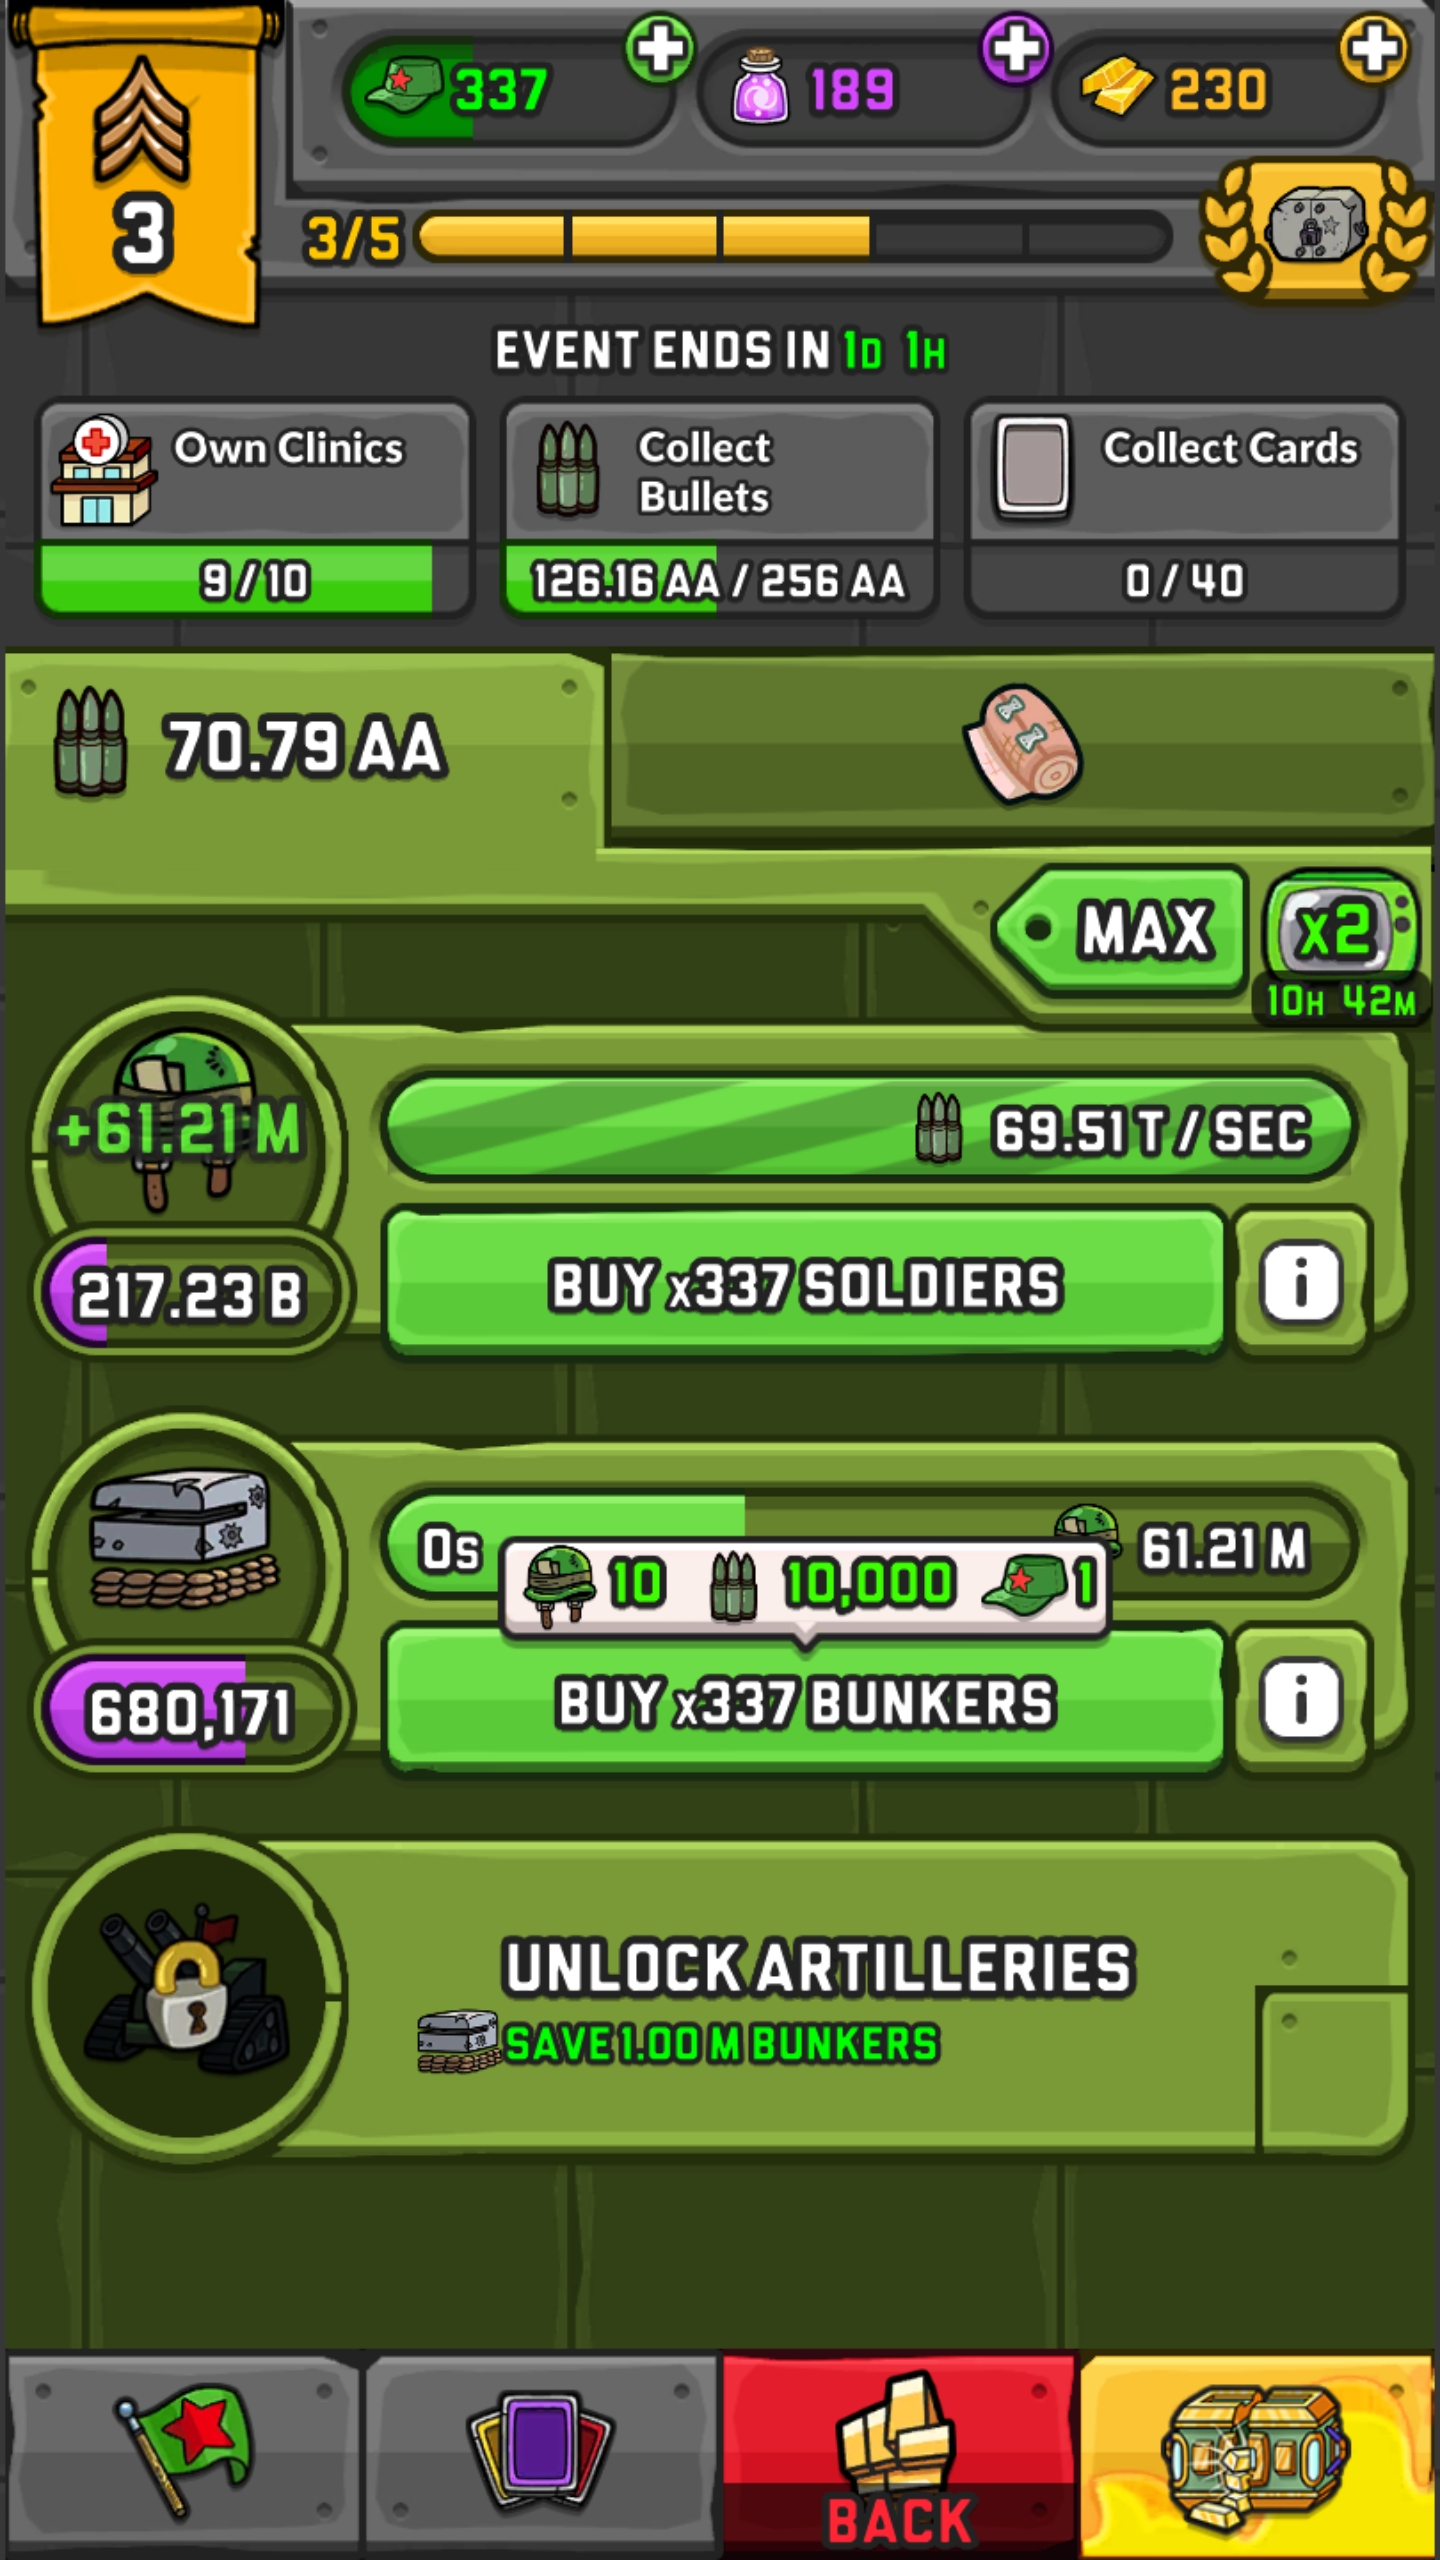 337
189
230
3
3/5
EVENT ENDS IN 1D 1H
Own Clinics
9 / 10
Collect
Bullets
126.16 AA / 256 AA
Collect Cards
0 / 40
70.79 AA
MAX
x2
10H 42M
+61.21 M
69.51 T / SEC
217.23 B
BUY x337 SOLDIERS
i
0s
61.21 M
10 10,000 1
680,171
BUY x337 BUNKERS
i
UNLOCK ARTILLERIES
SAVE 1.00 M BUNKERS
BACK